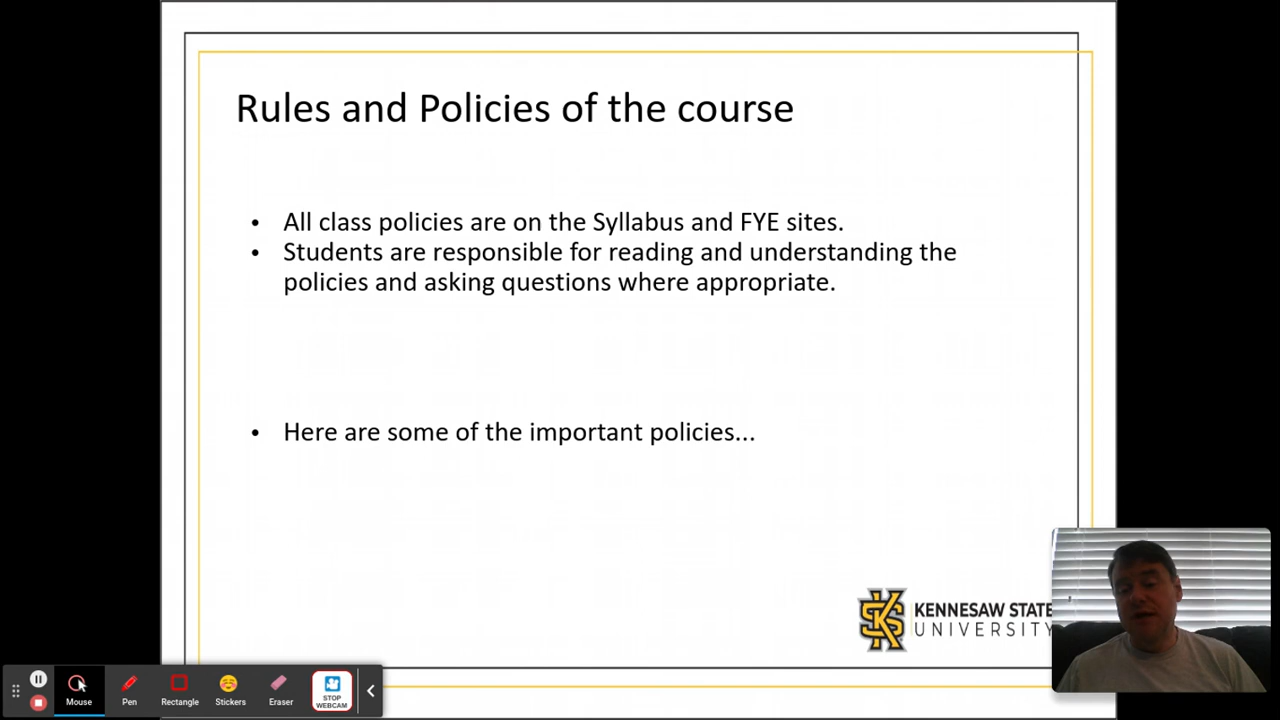 Rules and Policies of the course
• All class policies are on the Syllabus and FYE sites.
• Students are responsible for reading and understanding the
policies and asking questions where appropriate.
• Here are some of the important policies...
KENNESAW STATE
UNIVERSITY
Mouse
Pen
Rectangle
Stickers
Eraser
STOP
WEBCAM